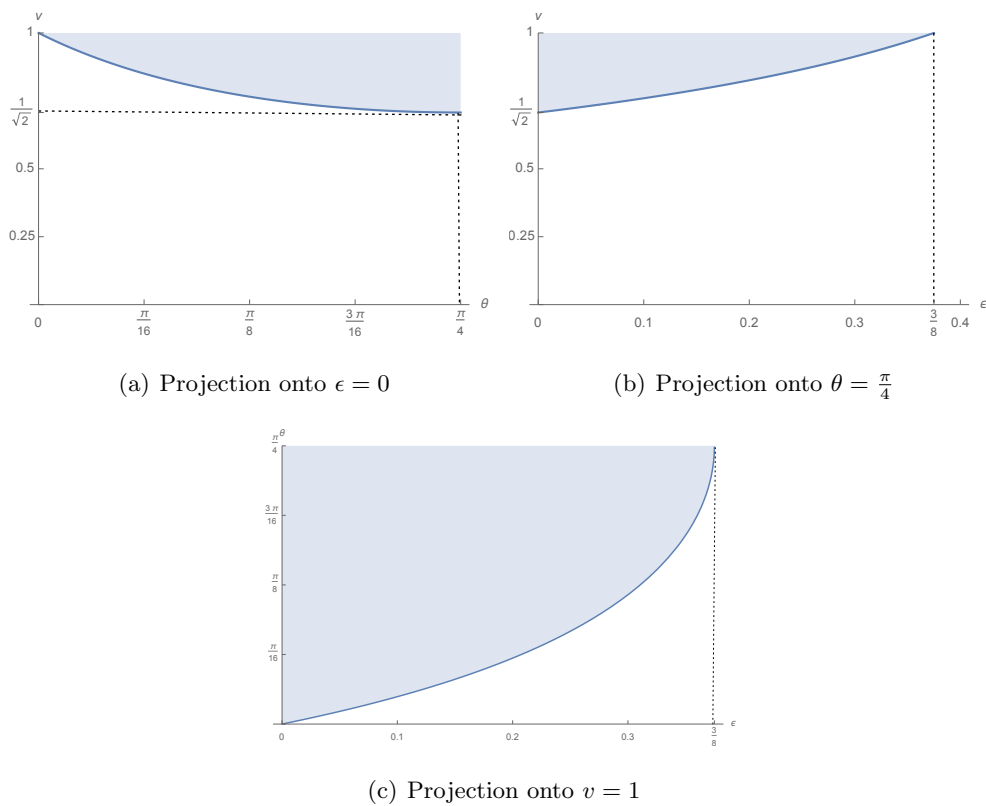 v
1
1/√2
0.5
0.25
0 π/16 π/8 3π/16 π/4 θ
(a) Projection onto ϵ = 0
v
1
1/√2
0.5
0.25
0 0.1 0.2 0.3 3/8 0.4 ϵ
(b) Projection onto θ = π/4
π/4 θ
3π/16
π/8
π/16
0 0.1 0.2 0.3 3/8 ϵ
(c) Projection onto v = 1